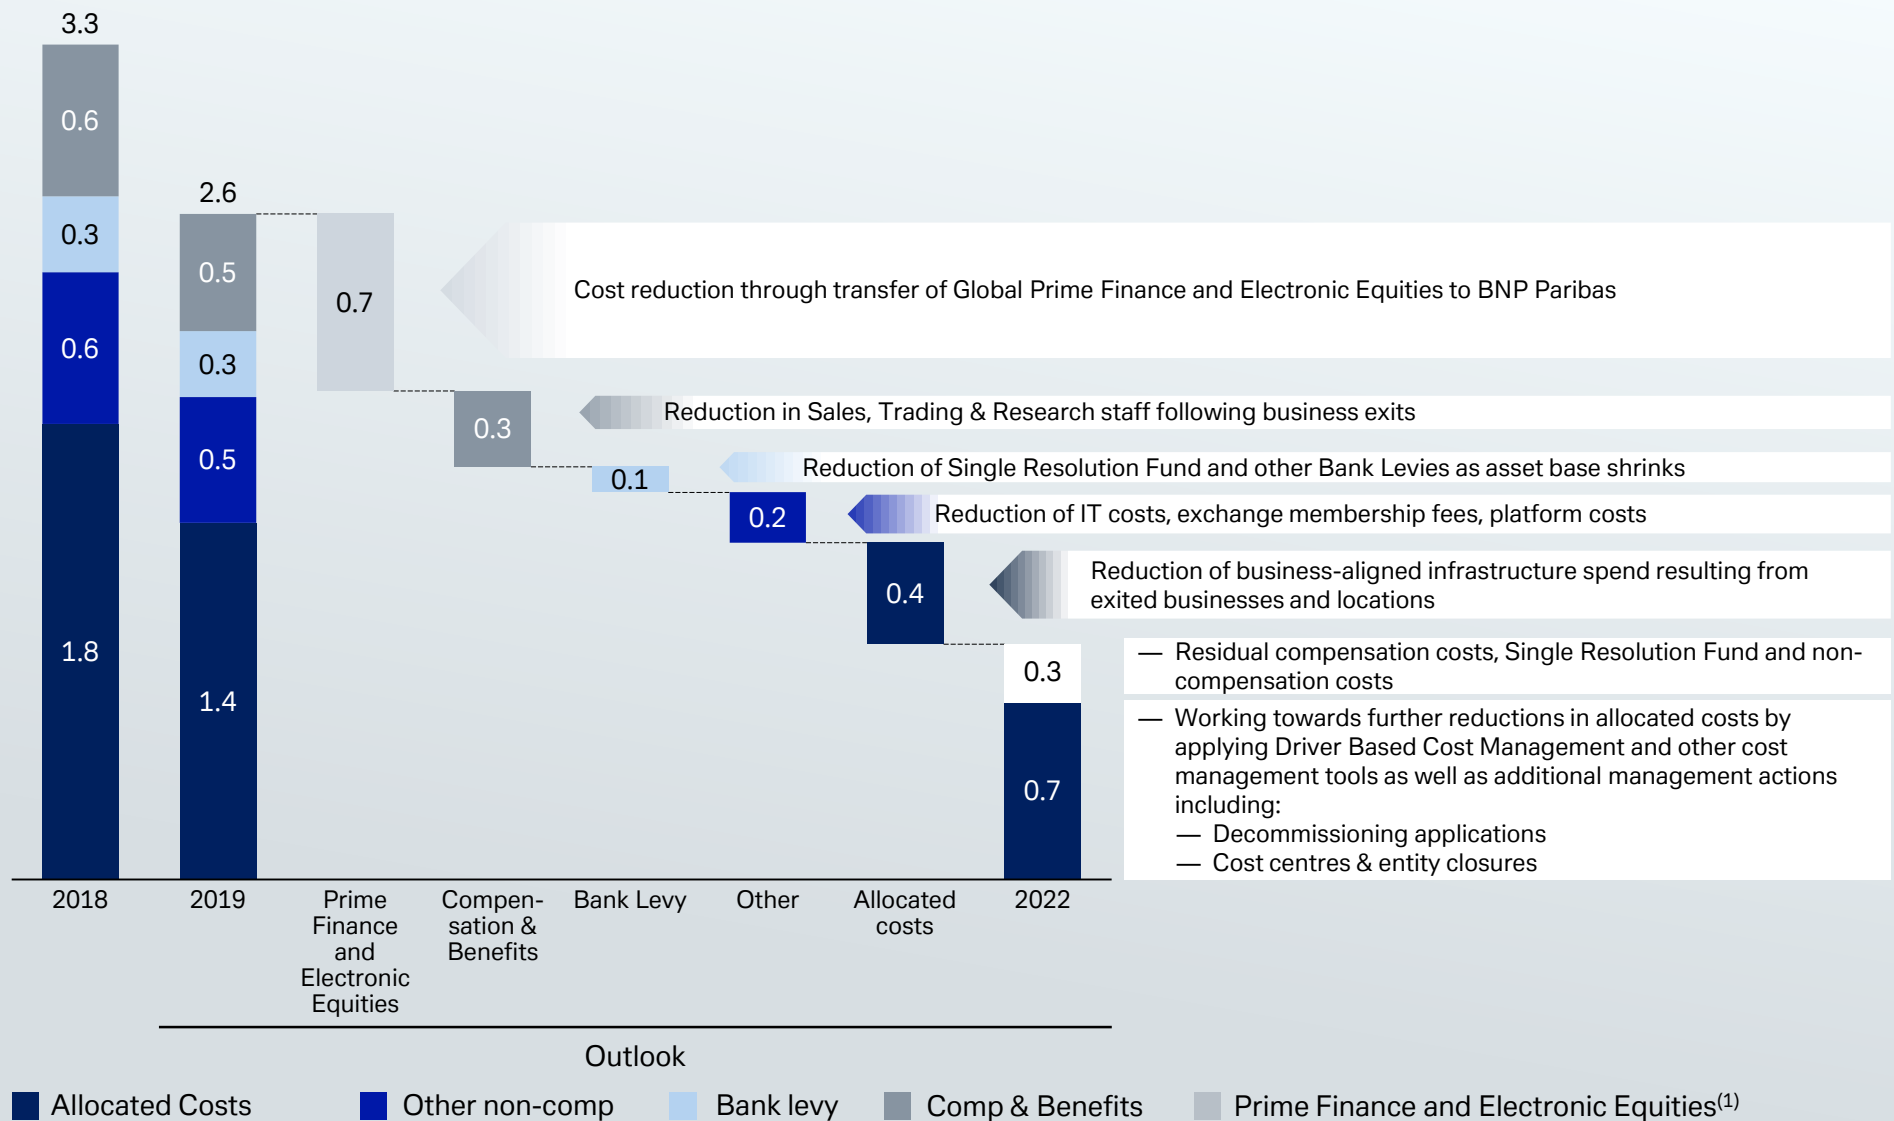 3.3
0.6
0.3
0.6
1.8
2.6
0.5
0.3
0.5
1.4
0.7
Cost reduction through transfer of Global Prime Finance and Electronic Equities to BNP Paribas
0.3
Reduction in Sales, Trading & Research staff following business exits
0.1
Reduction of Single Resolution Fund and other Bank Levies as asset base shrinks
0.2
Reduction of IT costs, exchange membership fees, platform costs
0.4
Reduction of business-aligned infrastructure spend resulting from
exited businesses and locations
0.3
— Residual compensation costs, Single Resolution Fund and non-
compensation costs
0.7
— Working towards further reductions in allocated costs by
applying Driver Based Cost Management and other cost
management tools as well as additional management actions
including:
— Decommissioning applications
— Cost centres & entity closures
2018
2019
Prime
Finance
and
Electronic
Equities
Compen-
sation &
Benefits
Bank Levy
Other
Allocated
costs
2022
Outlook
Allocated Costs
Other non-comp
Bank levy
Comp & Benefits
Prime Finance and Electronic Equities(1)